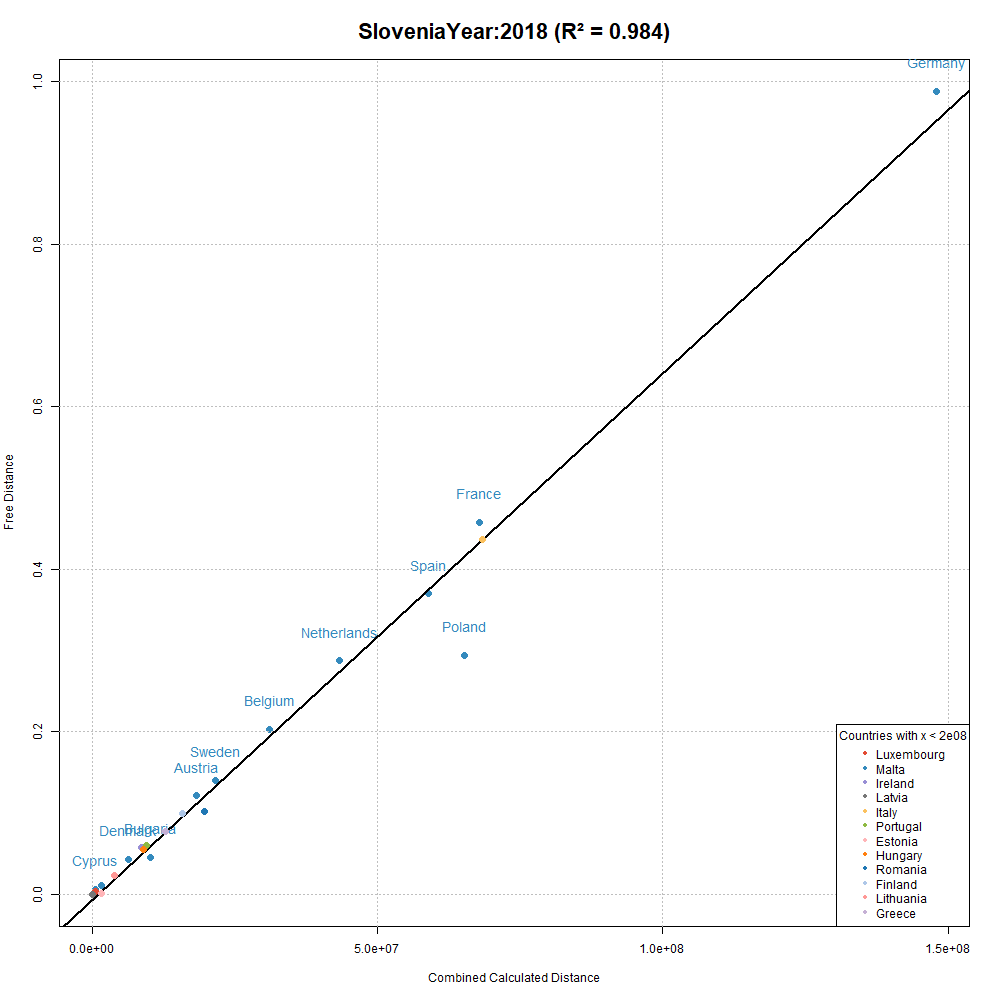 SloveniaYear:2018 (R² = 0.984)
Germany
1.0
0.8
0.6
France
Free Distance
Spain
0.4
Poland
Netherlands
Belgium
0.2
Sweden
Austria
Denmark
Bulgaria
Cyprus
0.0
Countries with x < 2e08
Luxembourg
Malta
Ireland
Latvia
Italy
Portugal
Estonia
Hungary
Romania
Finland
Lithuania
Greece
0.0e+00
5.0e+07
1.0e+08
1.5e+08
Combined Calculated Distance